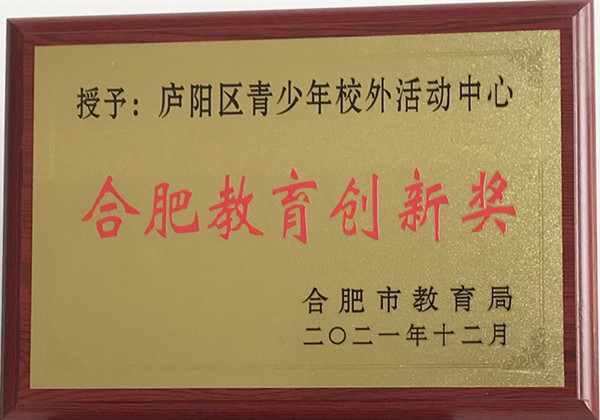 授予：庐阳区青少年校外活动中心
合肥教育创新奖
合肥市教育局
二〇二一年十二月